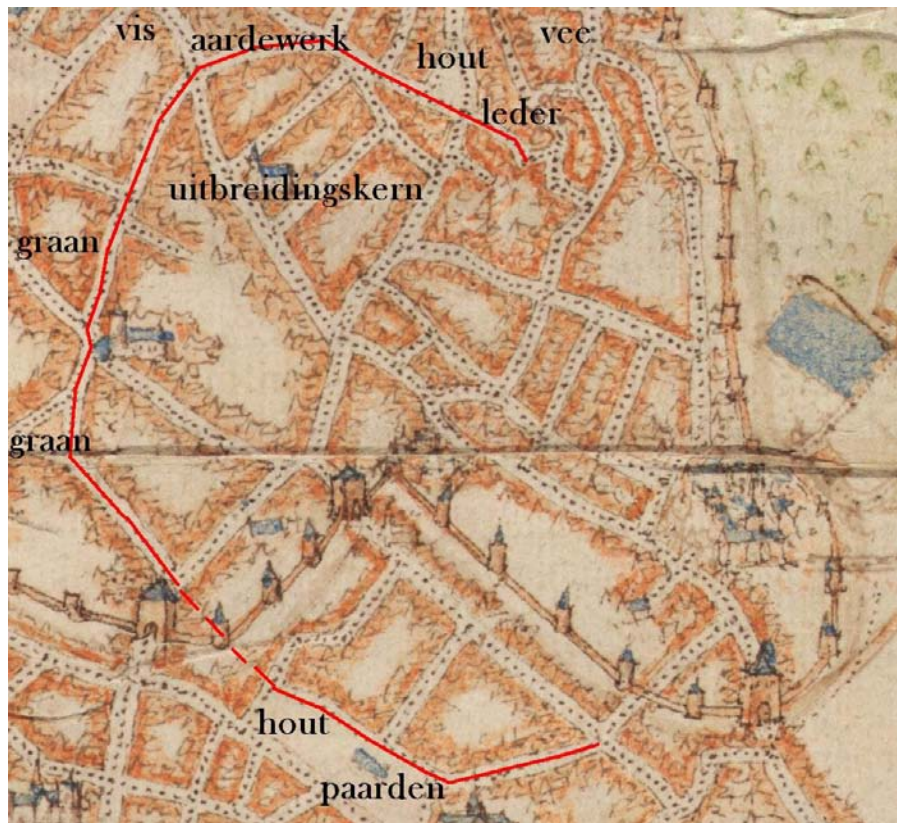 vis
aardewerk
hout
vee
leder
uitbreidingskern
graan
graan
hout
paarden